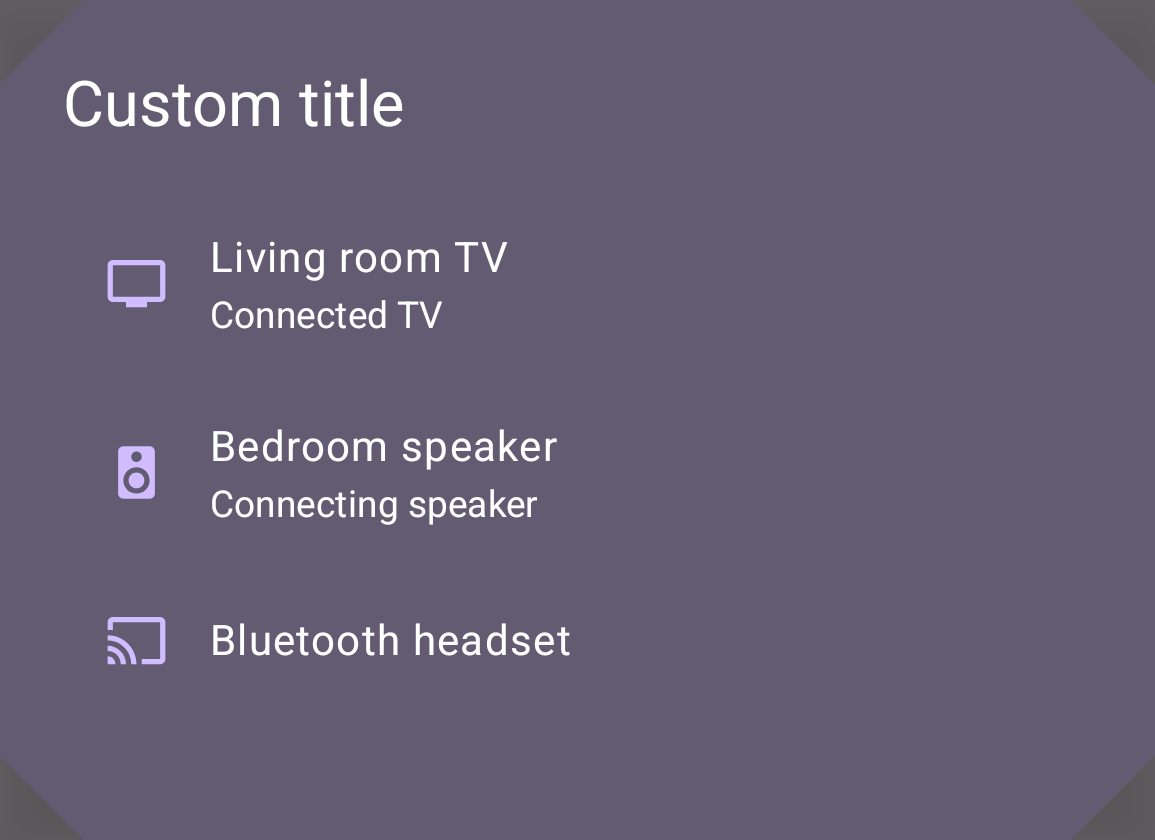 Custom title
Living room TV
Connected TV
Bedroom speaker
Connecting speaker
Bluetooth headset